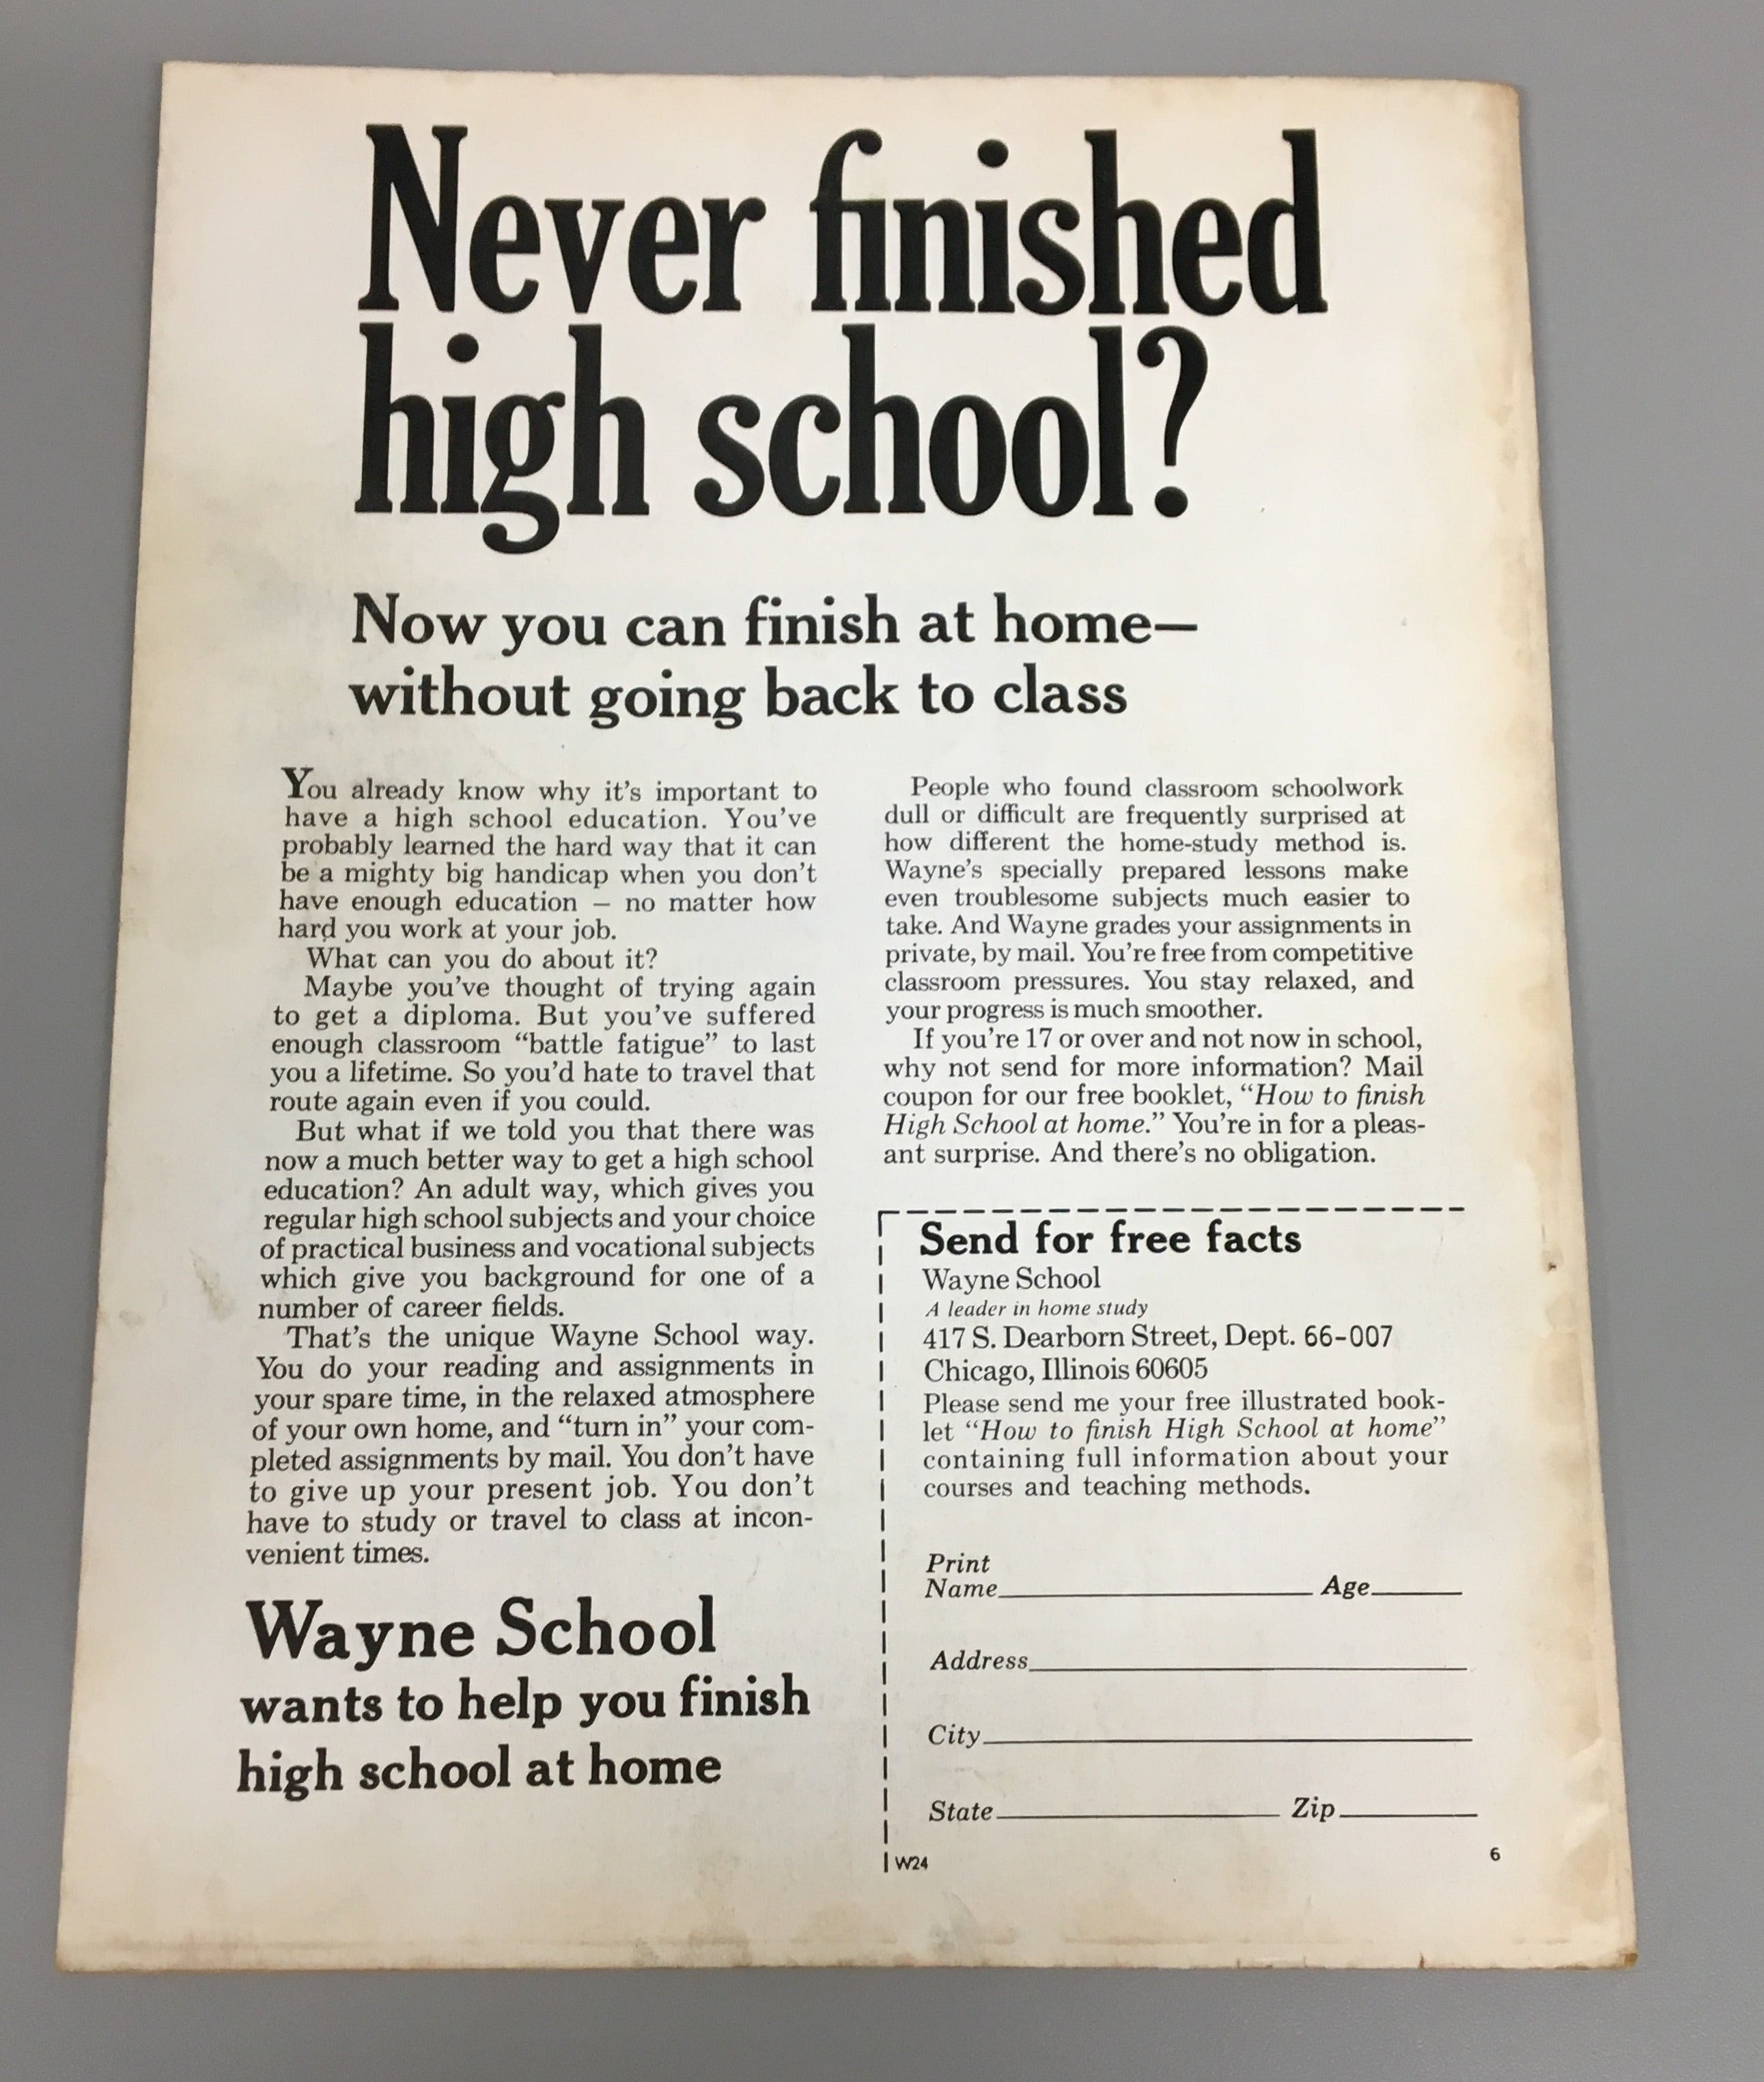 Never finished
high school?
Now you can finish at home—
without going back to class
You already know why it's important to
have a high school education. You've
probably learned the hard way that it can
be a mighty big handicap when you don't
have enough education — no matter how
hard you work at your job.
What can you do about it?
Maybe you've thought of trying again
to get a diploma. But you've suffered
enough classroom “battle fatigue” to last
you a lifetime. So you'd hate to travel that
route again even if you could.
But what if we told you that there was
now a much better way to get a high school
education? An adult way, which gives you
regular high school subjects and your choice
of practical business and vocational subjects
which give you background for one of a
number of career fields.
That's the unique Wayne School way.
You do your reading and assignments in
your spare time, in the relaxed atmosphere
of your own home, and “turn in” your com-
pleted assignments by mail. You don't have
to give up your present job. You don't
have to study or travel to class at incon-
venient times.
Wayne School
wants to help you finish
high school at home
People who found classroom schoolwork
dull or difficult are frequently surprised at
how different the home-study method is.
Wayne's specially prepared lessons make
even troublesome subjects much easier to
take. And Wayne grades your assignments in
private, by mail. You're free from competitive
classroom pressures. You stay relaxed, and
your progress is much smoother.
If you're 17 or over and not now in school,
why not send for more information? Mail
coupon for our free booklet, “How to finish
High School at home.” You're in for a pleas-
ant surprise. And there's no obligation.
Send for free facts
Wayne School
A leader in home study
417 S. Dearborn Street, Dept. 66-007
Chicago, Illinois 60605
Please send me your free illustrated book-
let “How to finish High School at home”
containing full information about your
courses and teaching methods.
Print
Name Age
Address
City
State Zip
W24
6